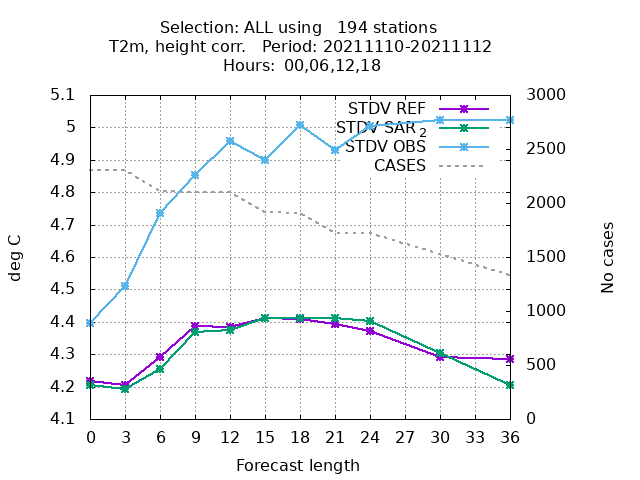 Selection: ALL using   194 stations
T2m, height corr.   Period: 20211110-20211112
Hours:  00,06,12,18
STDV REF
STDV SAR 2
STDV OBS
CASES
5.1
5
4.9
4.8
4.7
4.6
4.5
4.4
4.3
4.2
4.1
deg C
3000
2500
2000
1500
1000
500
0
No cases
0 3 6 9 12 15 18 21 24 27 30 33 36
Forecast length